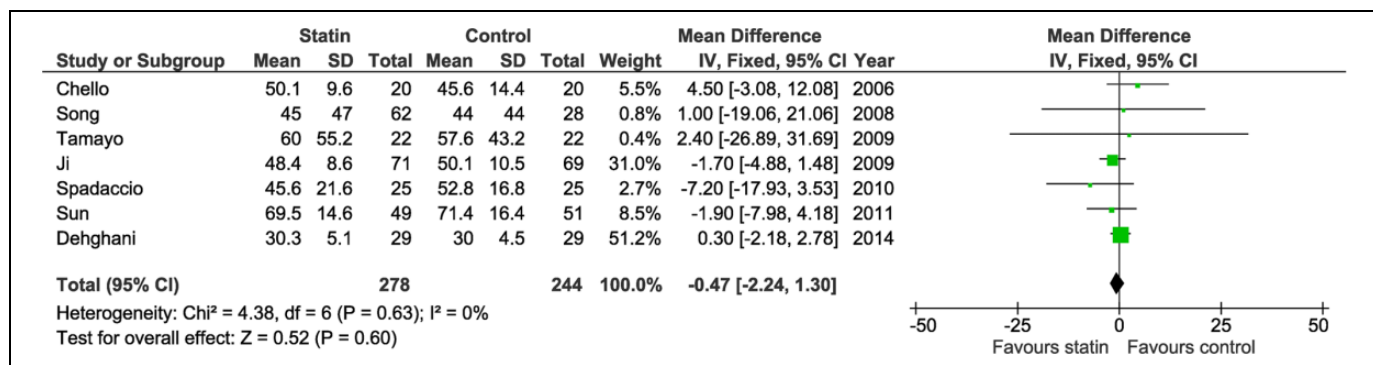 Statin Control Mean Difference Mean Difference
Study or Subgroup Mean SD Total Mean SD Total Weight IV, Fixed, 95% CI Year IV, Fixed, 95% CI
Chello 50.1 9.6 20 45.6 14.4 20 5.5% 4.50 [-3.08, 12.08] 2006
Song 45 47 62 44 44 28 0.8% 1.00 [-19.06, 21.06] 2008
Tamayo 60 55.2 22 57.6 43.2 22 0.4% 2.40 [-26.89, 31.69] 2009
Ji 48.4 8.6 71 50.1 10.5 69 31.0% -1.70 [-4.88, 1.48] 2009
Spadaccio 45.6 21.6 25 52.8 16.8 25 2.7% -7.20 [-17.93, 3.53] 2010
Sun 69.5 14.6 49 71.4 16.4 51 8.5% -1.90 [-7.98, 4.18] 2011
Dehghani 30.3 5.1 29 30 4.5 29 51.2% 0.30 [-2.18, 2.78] 2014
Total (95% CI) 278 244 100.0% -0.47 [-2.24, 1.30]
Heterogeneity: Chi² = 4.38, df = 6 (P = 0.63); I² = 0%
Test for overall effect: Z = 0.52 (P = 0.60)
-50 -25 0 25 50
Favours statin Favours control